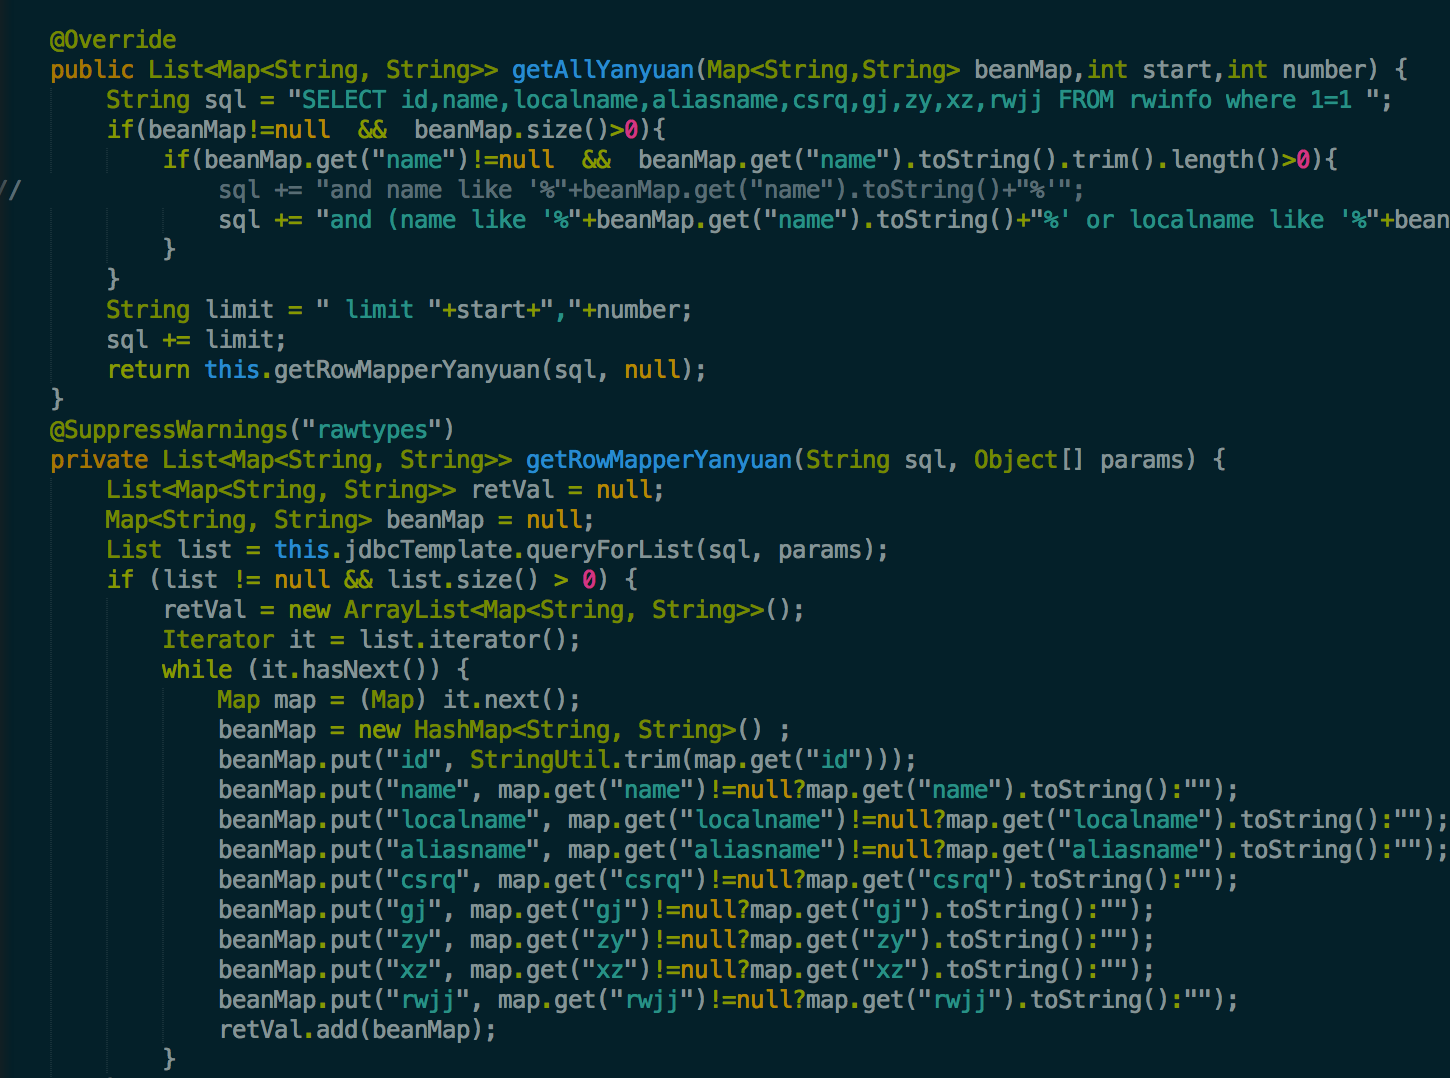 @Override
public List<Map<String, String>> getAllYanyuan(Map<String,String> beanMap,int start,int number) {
String sql = "SELECT id,name,localname,aliasname,csrq,gj,zy,xz,rwjj FROM rwinfo where 1=1 ";
if(beanMap!=null  &&  beanMap.size()>0){
if(beanMap.get("name")!=null  &&  beanMap.get("name").toString().trim().length()>0){
// sql += "and name like '%"+beanMap.get("name").toString()+"%'";
sql += "and (name like '%"+beanMap.get("name").toString()+"%' or localname like '%"+bean
}
}
String limit = " limit "+start+","+number;
sql += limit;
return this.getRowMapperYanyuan(sql, null);
}
@SuppressWarnings("rawtypes")
private List<Map<String, String>> getRowMapperYanyuan(String sql, Object[] params) {
List<Map<String, String>> retVal = null;
Map<String, String> beanMap = null;
List list = this.jdbcTemplate.queryForList(sql, params);
if (list != null && list.size() > 0) {
retVal = new ArrayList<Map<String, String>>();
Iterator it = list.iterator();
while (it.hasNext()) {
Map map = (Map) it.next();
beanMap = new HashMap<String, String>() ;
beanMap.put("id", StringUtil.trim(map.get("id")));
beanMap.put("name", map.get("name")!=null?map.get("name").toString():"");
beanMap.put("localname", map.get("localname")!=null?map.get("localname").toString():"");
beanMap.put("aliasname", map.get("aliasname")!=null?map.get("aliasname").toString():"");
beanMap.put("csrq", map.get("csrq")!=null?map.get("csrq").toString():"");
beanMap.put("gj", map.get("gj")!=null?map.get("gj").toString():"");
beanMap.put("zy", map.get("zy")!=null?map.get("zy").toString():"");
beanMap.put("xz", map.get("xz")!=null?map.get("xz").toString():"");
beanMap.put("rwjj", map.get("rwjj")!=null?map.get("rwjj").toString():"");
retVal.add(beanMap);
}